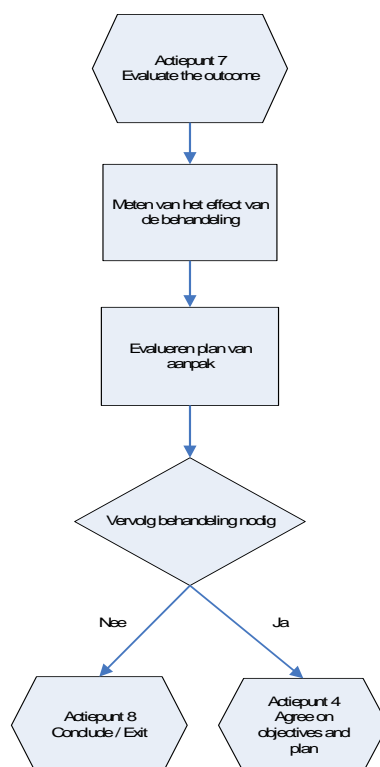 Actiepunt 7
Evaluate the outcome
Meten van het effect van
de behandeling
Evalueren plan van
aanpak
Vervolg behandeling nodig
Nee
Ja
Actiepunt 8
Conclude / Exit
Actiepunt 4
Agree on
objectives and
plan